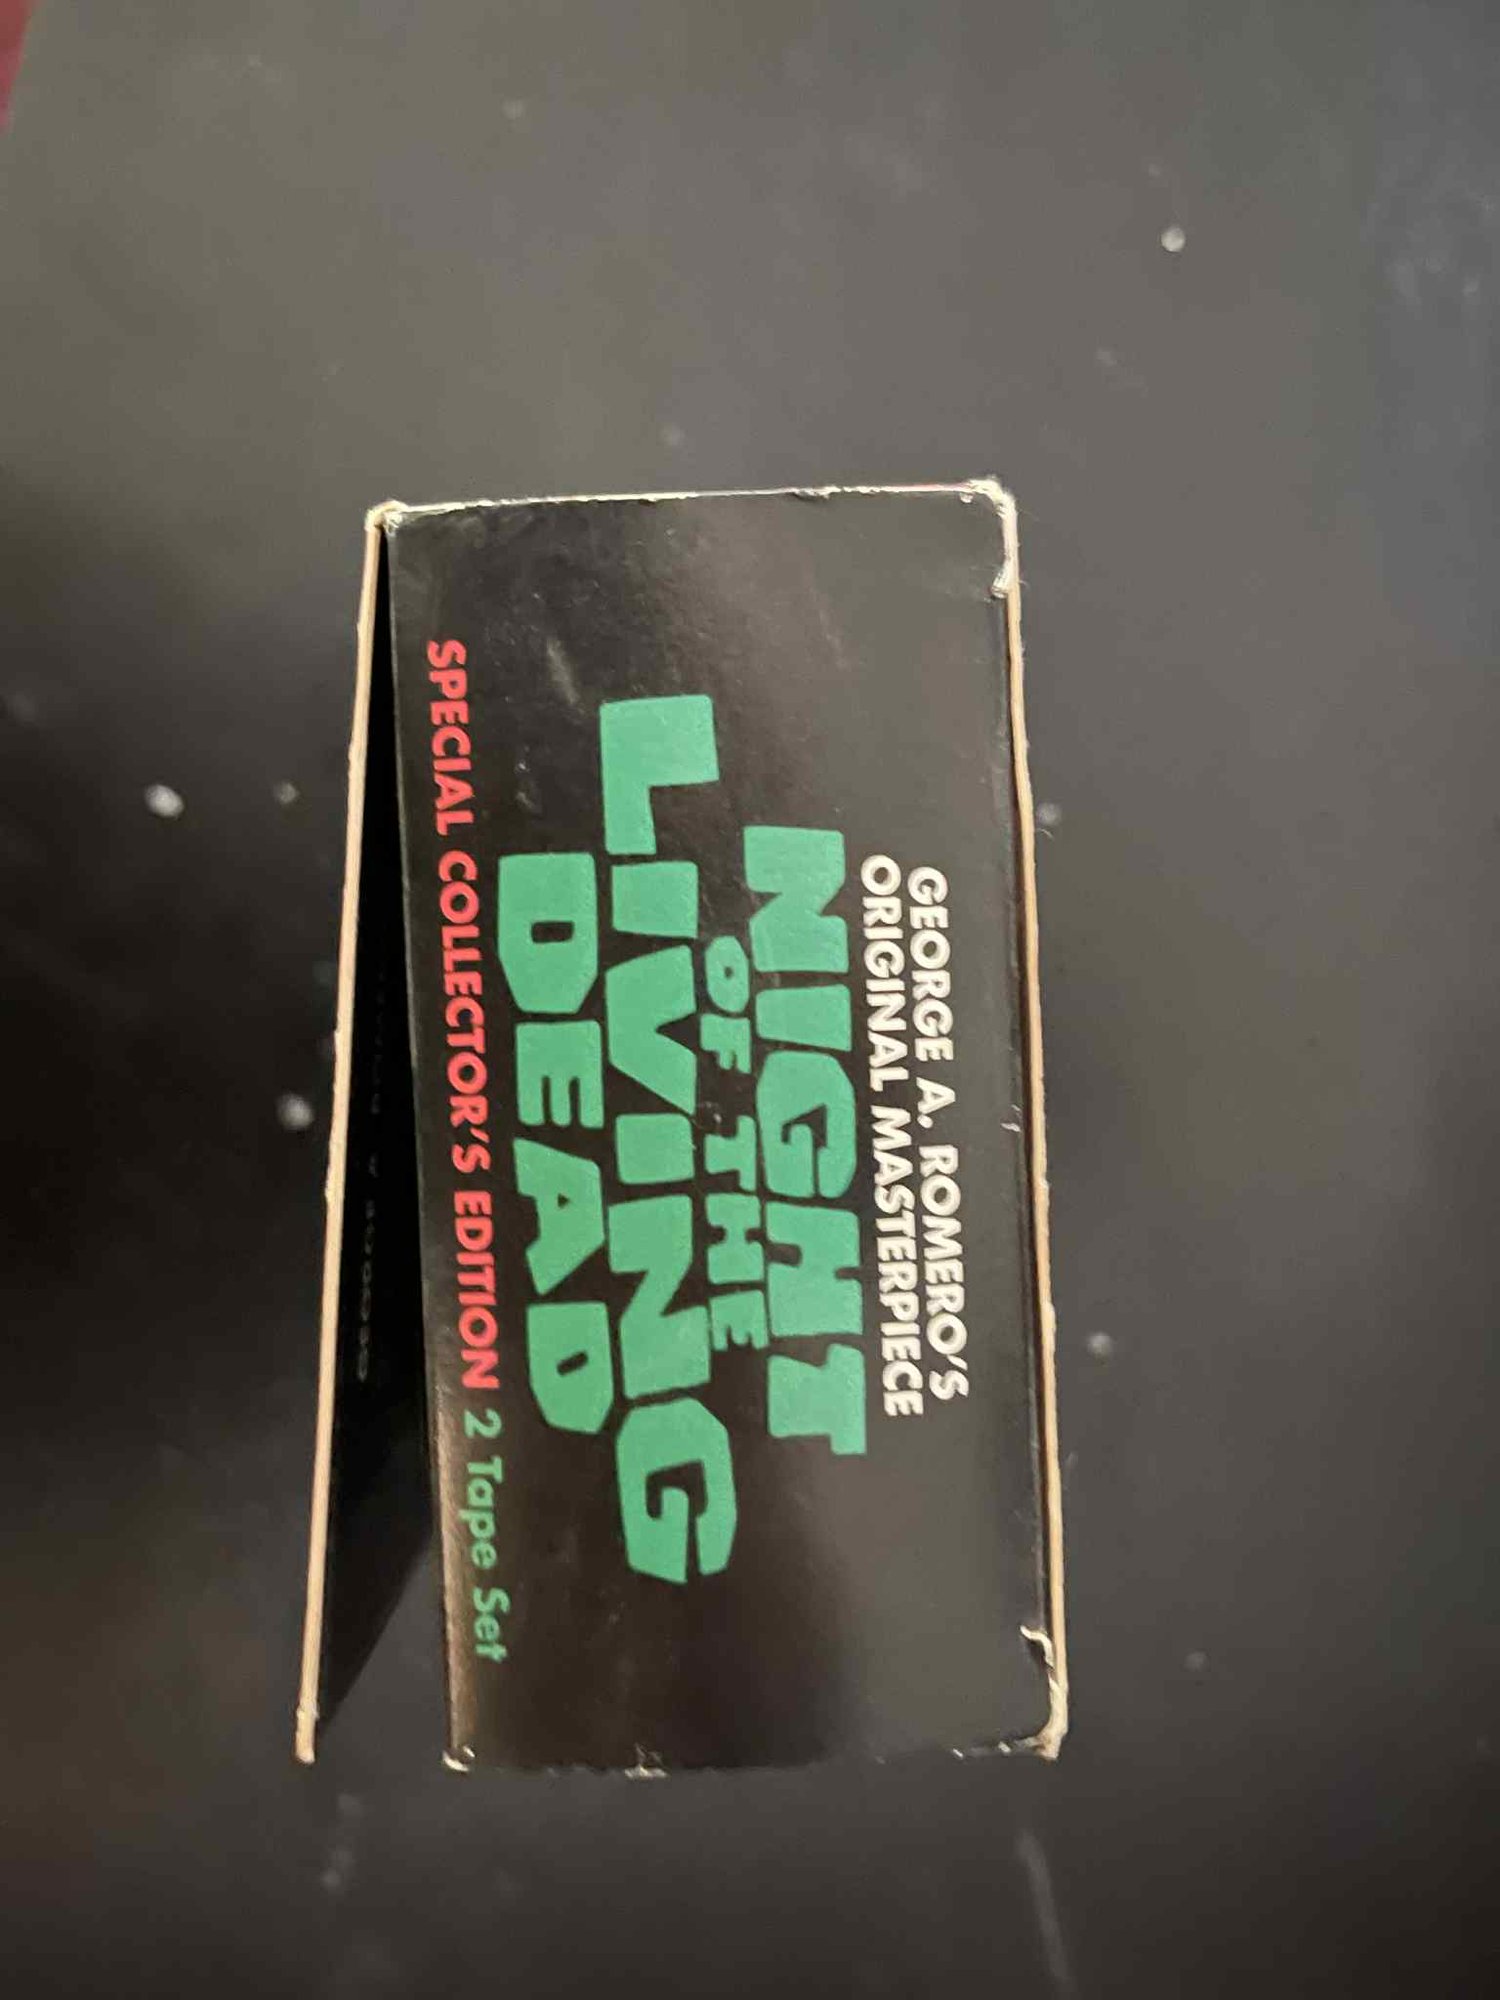 GEORGE A. ROMERO'S
ORIGINAL MASTERPIECE
NIGHT
OF THE
LIVING
DEAD
SPECIAL COLLECTOR'S EDITION 2 Tape Set